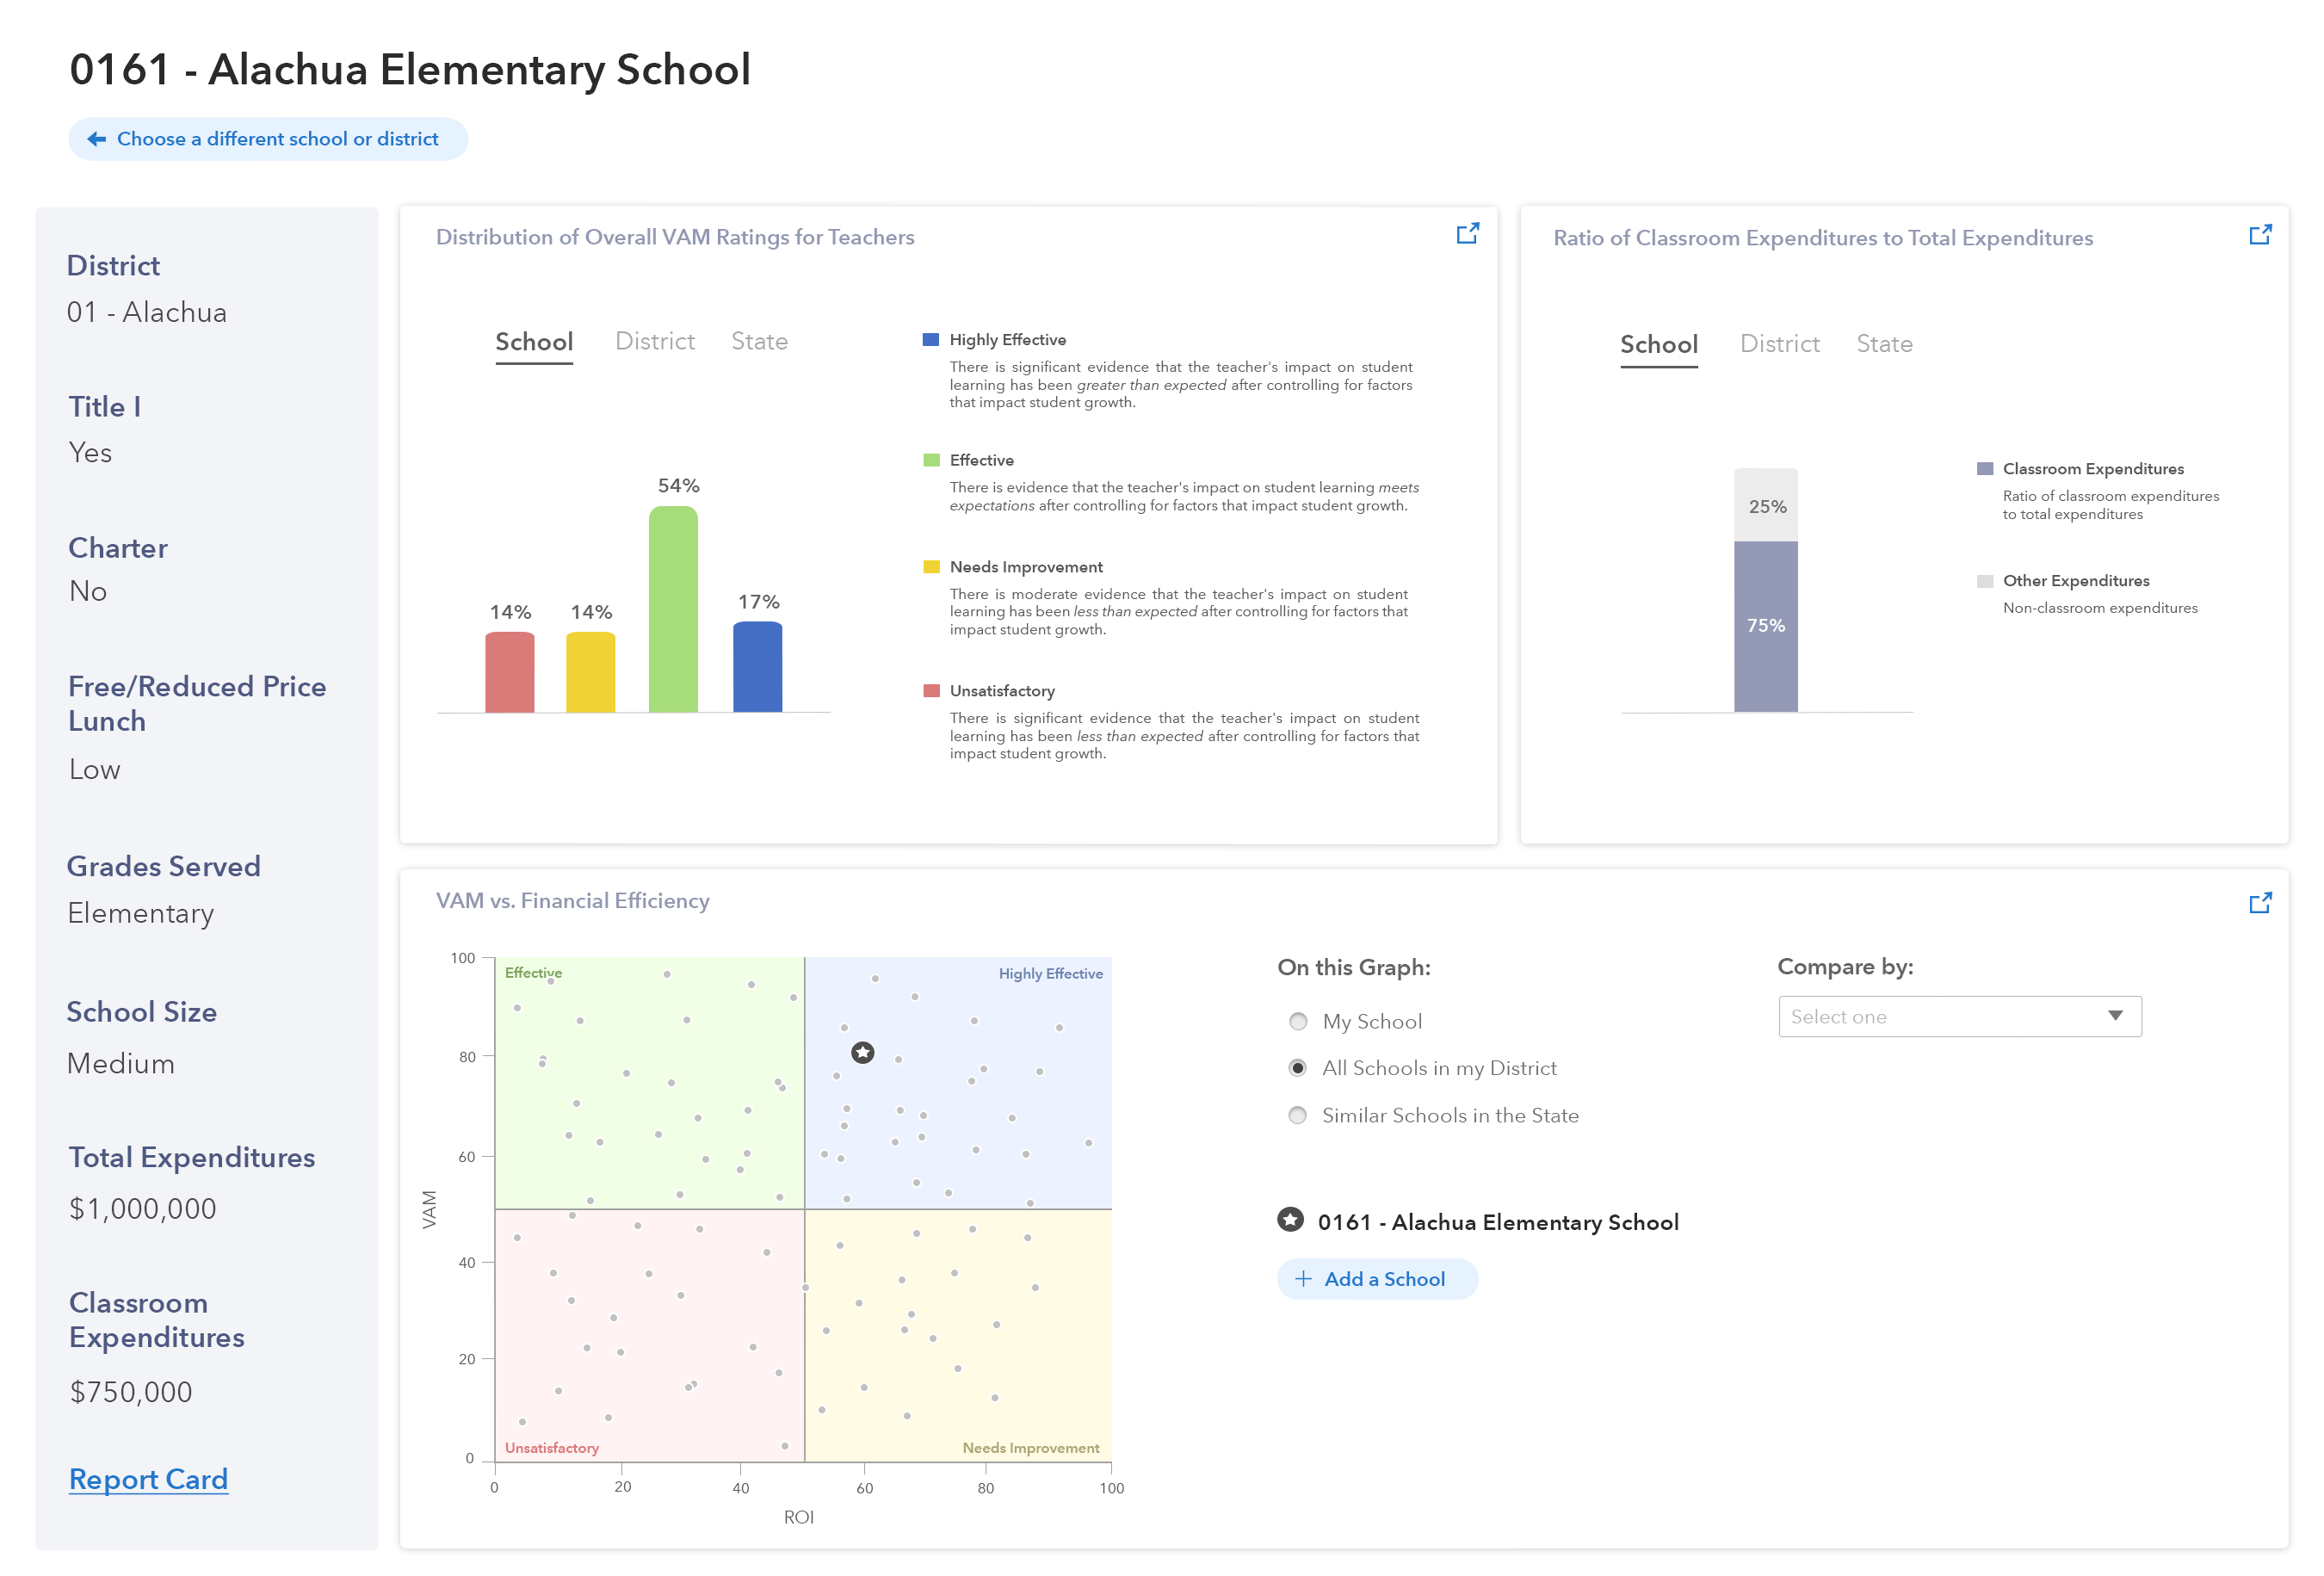 0161 - Alachua Elementary School
Choose a different school or district
District
01 - Alachua
Title I
Yes
Charter
No
Free/Reduced Price
Lunch
Low
Grades Served
Elementary
School Size
Medium
Total Expenditures
$1,000,000
Classroom
Expenditures
$750,000
Report Card
Distribution of Overall VAM Ratings for Teachers
School District State
14%
14%
54%
17%
Highly Effective
There is significant evidence that the teacher's impact on student
learning has been greater than expected after controlling for factors
that impact student growth.
Effective
There is evidence that the teacher's impact on student learning meets
expectations after controlling for factors that impact student growth.
Needs Improvement
There is moderate evidence that the teacher's impact on student
learning has been less than expected after controlling for factors that
impact student growth.
Unsatisfactory
There is significant evidence that the teacher's impact on student
learning has been less than expected after controlling for factors that
impact student growth.
Ratio of Classroom Expenditures to Total Expenditures
School District State
25%
75%
Classroom Expenditures
Ratio of classroom expenditures
to total expenditures
Other Expenditures
Non-classroom expenditures
VAM vs. Financial Efficiency
100
80
60
40
20
0
VAM
Effective
Highly Effective
Unsatisfactory
Needs Improvement
0 20 40 60 80 100
ROI
On this Graph:
My School
All Schools in my District
Similar Schools in the State
0161 - Alachua Elementary School
Add a School
Compare by:
Select one